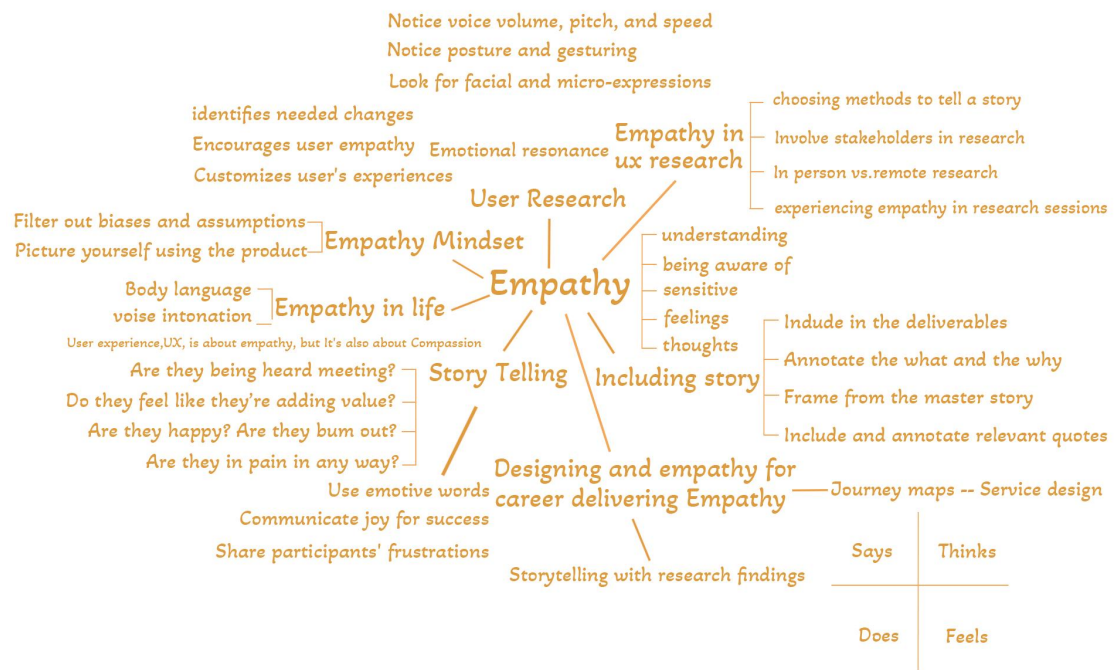 Notice voice volume, pitch, and speed
Notice posture and gesturing
Look for facial and micro-expressions
identifies needed changes
Encourages user empathy
Customizes user's experiences
Emotional resonance
Empathy in
ux research
choosing methods to tell a story
Involve stakeholders in research
In person vs.remote research
experiencing empathy in research sessions
User Research
Filter out biases and assumptions
Picture yourself using the product
Empathy Mindset
Empathy
understanding
being aware of
sensitive
feelings
thoughts
Body language
voise intonation
Empathy in life
User experience,UX, is about empathy, but It's also about Compassion
Are they being heard meeting?
Do they feel like they're adding value?
Are they happy? Are they bum out?
Are they in pain in any way?
Story Telling
Including story
Indude in the deliverables
Annotate the what and the why
Frame from the master story
Include and annotate relevant quotes
Use emotive words
Communicate joy for success
Share participants' frustrations
Designing and empathy for
career delivering Empathy
Journey maps -- Service design
Storytelling with research findings
Says
Thinks
Does
Feels